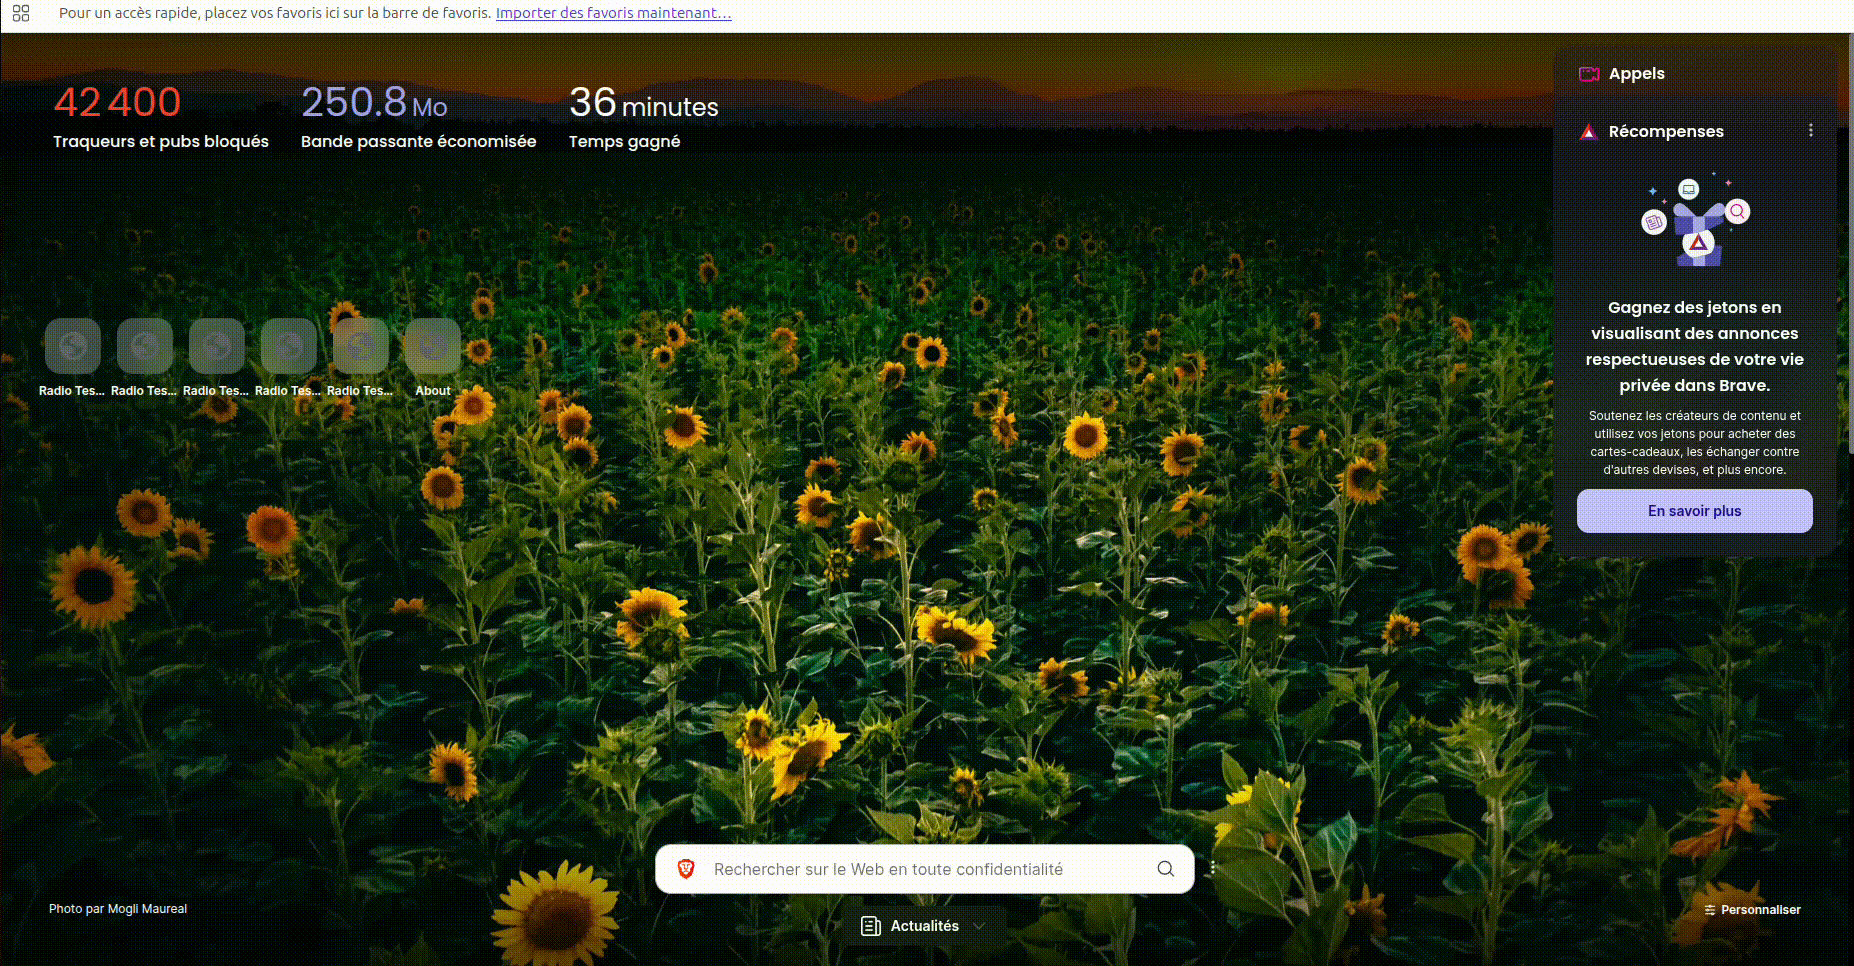 Pour un accès rapide, placez vos favoris ici sur la barre de favoris. Importer des favoris maintenant...
42 400
Traqueurs et pubs bloqués
250.8 Mo
Bande passante économisée
36 minutes
Temps gagné
Appels
Récompenses
Gagnez des jetons en
visualisant des annonces
respectueuses de votre vie
privée dans Brave.
Soutenez les créateurs de contenu et
utilisez vos jetons pour acheter des
cartes-cadeaux, les échanger contre
d'autres devises, et plus encore.
En savoir plus
Radio Tes... Radio Tes... Radio Tes... Radio Tes... Radio Tes... About
Rechercher sur le Web en toute confidentialité
Photo par Mogli Maureal
Actualités
Personnaliser